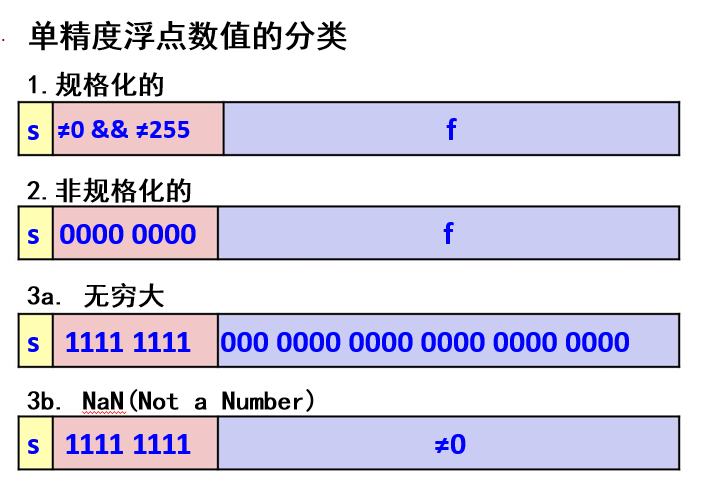 单精度浮点数值的分类
1.规格化的
s ≠0 && ≠255 f
2.非规格化的
s 0000 0000 f
3a. 无穷大
s 1111 1111 000 0000 0000 0000 0000 0000
3b. NaN(Not a Number)
s 1111 1111 ≠0